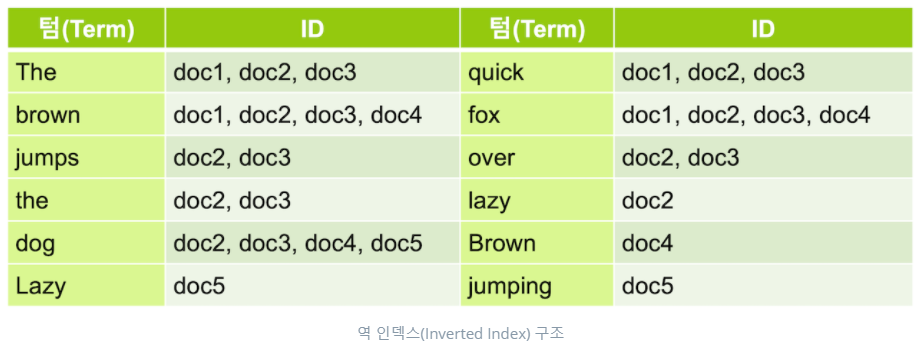 텀(Term) ID 텀(Term) ID
The doc1, doc2, doc3 quick doc1, doc2, doc3
brown doc1, doc2, doc3, doc4 fox doc1, doc2, doc3, doc4
jumps doc2, doc3 over doc2, doc3
the doc2, doc3 lazy doc2
dog doc2, doc3, doc4, doc5 Brown doc4
Lazy doc5 jumping doc5
역 인덱스(Inverted Index) 구조